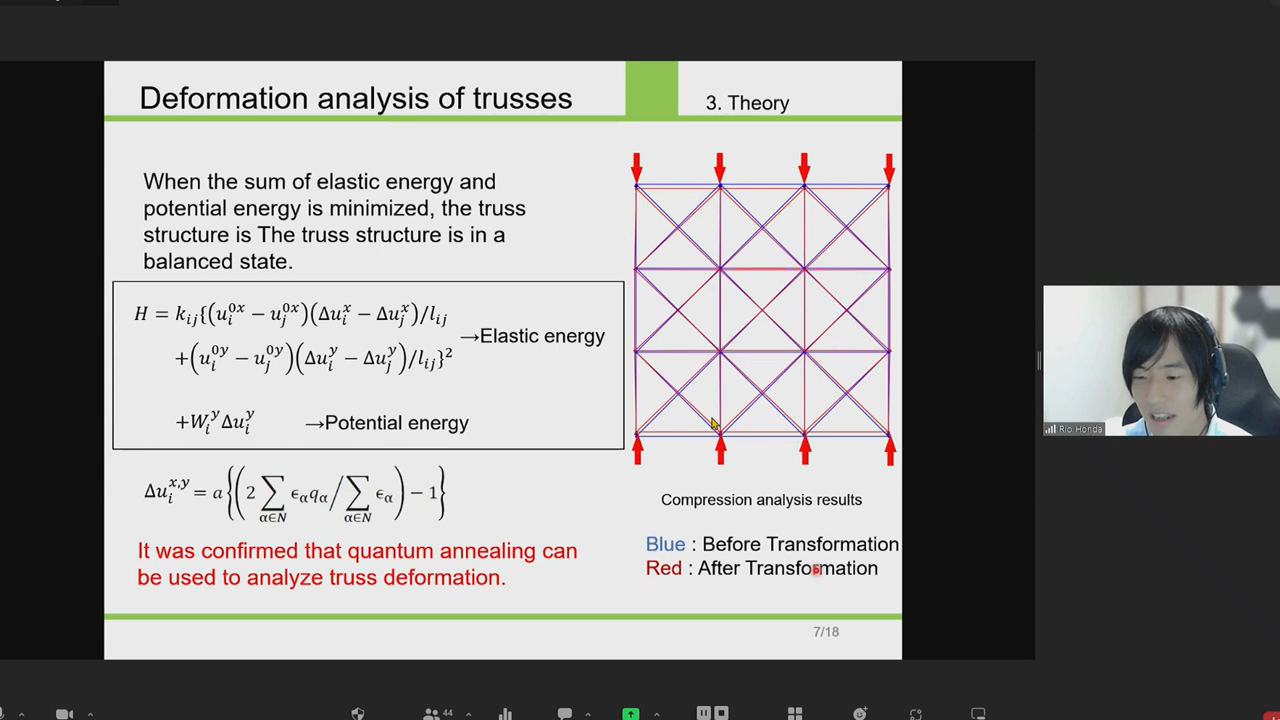 Deformation analysis of trusses
3. Theory
When the sum of elastic energy and
potential energy is minimized, the truss
structure is The truss structure is in a
balanced state.
H = k_{ij}{(u_i^{0x} − u_j^{0x})(Δu_i^x − Δu_j^x)/l_{ij}
→Elastic energy
+(u_i^{0y} − u_j^{0y})(Δu_i^y − Δu_j^y)/l_{ij}}^2
+W_i^y Δu_i^y →Potential energy
Δu_i^{x,y} = a{(2 ∑_{α∈N} ϵ_α q_α / ∑_{α∈N} ϵ_α) − 1}
It was confirmed that quantum annealing can
be used to analyze truss deformation.
Compression analysis results
Blue : Before Transformation
Red : After Transformation
7/18
Rio Honda
44